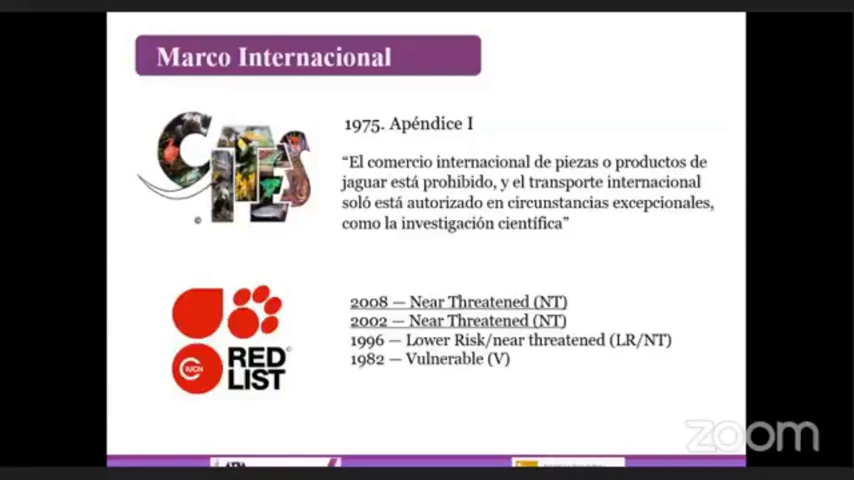 Marco Internacional
CITES
©
1975. Apéndice I
“El comercio internacional de piezas o productos de
jaguar está prohibido, y el transporte internacional
soló está autorizado en circunstancias excepcionales,
como la investigación científica”
2008 — Near Threatened (NT)
2002 — Near Threatened (NT)
1996 — Lower Risk/near threatened (LR/NT)
1982 — Vulnerable (V)
IUCN
RED
LIST
©
zoom